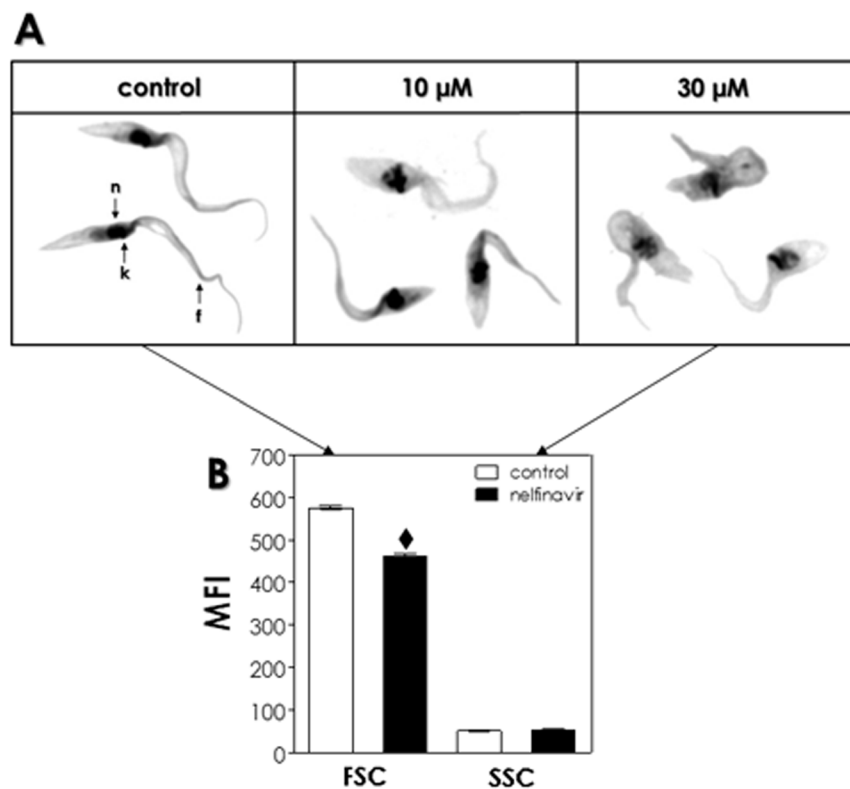 A
control 10 µM 30 µM
n
k
f
B
700
600
500
400
300
200
100
0
MFI
control
nelfinavir
FSC SSC